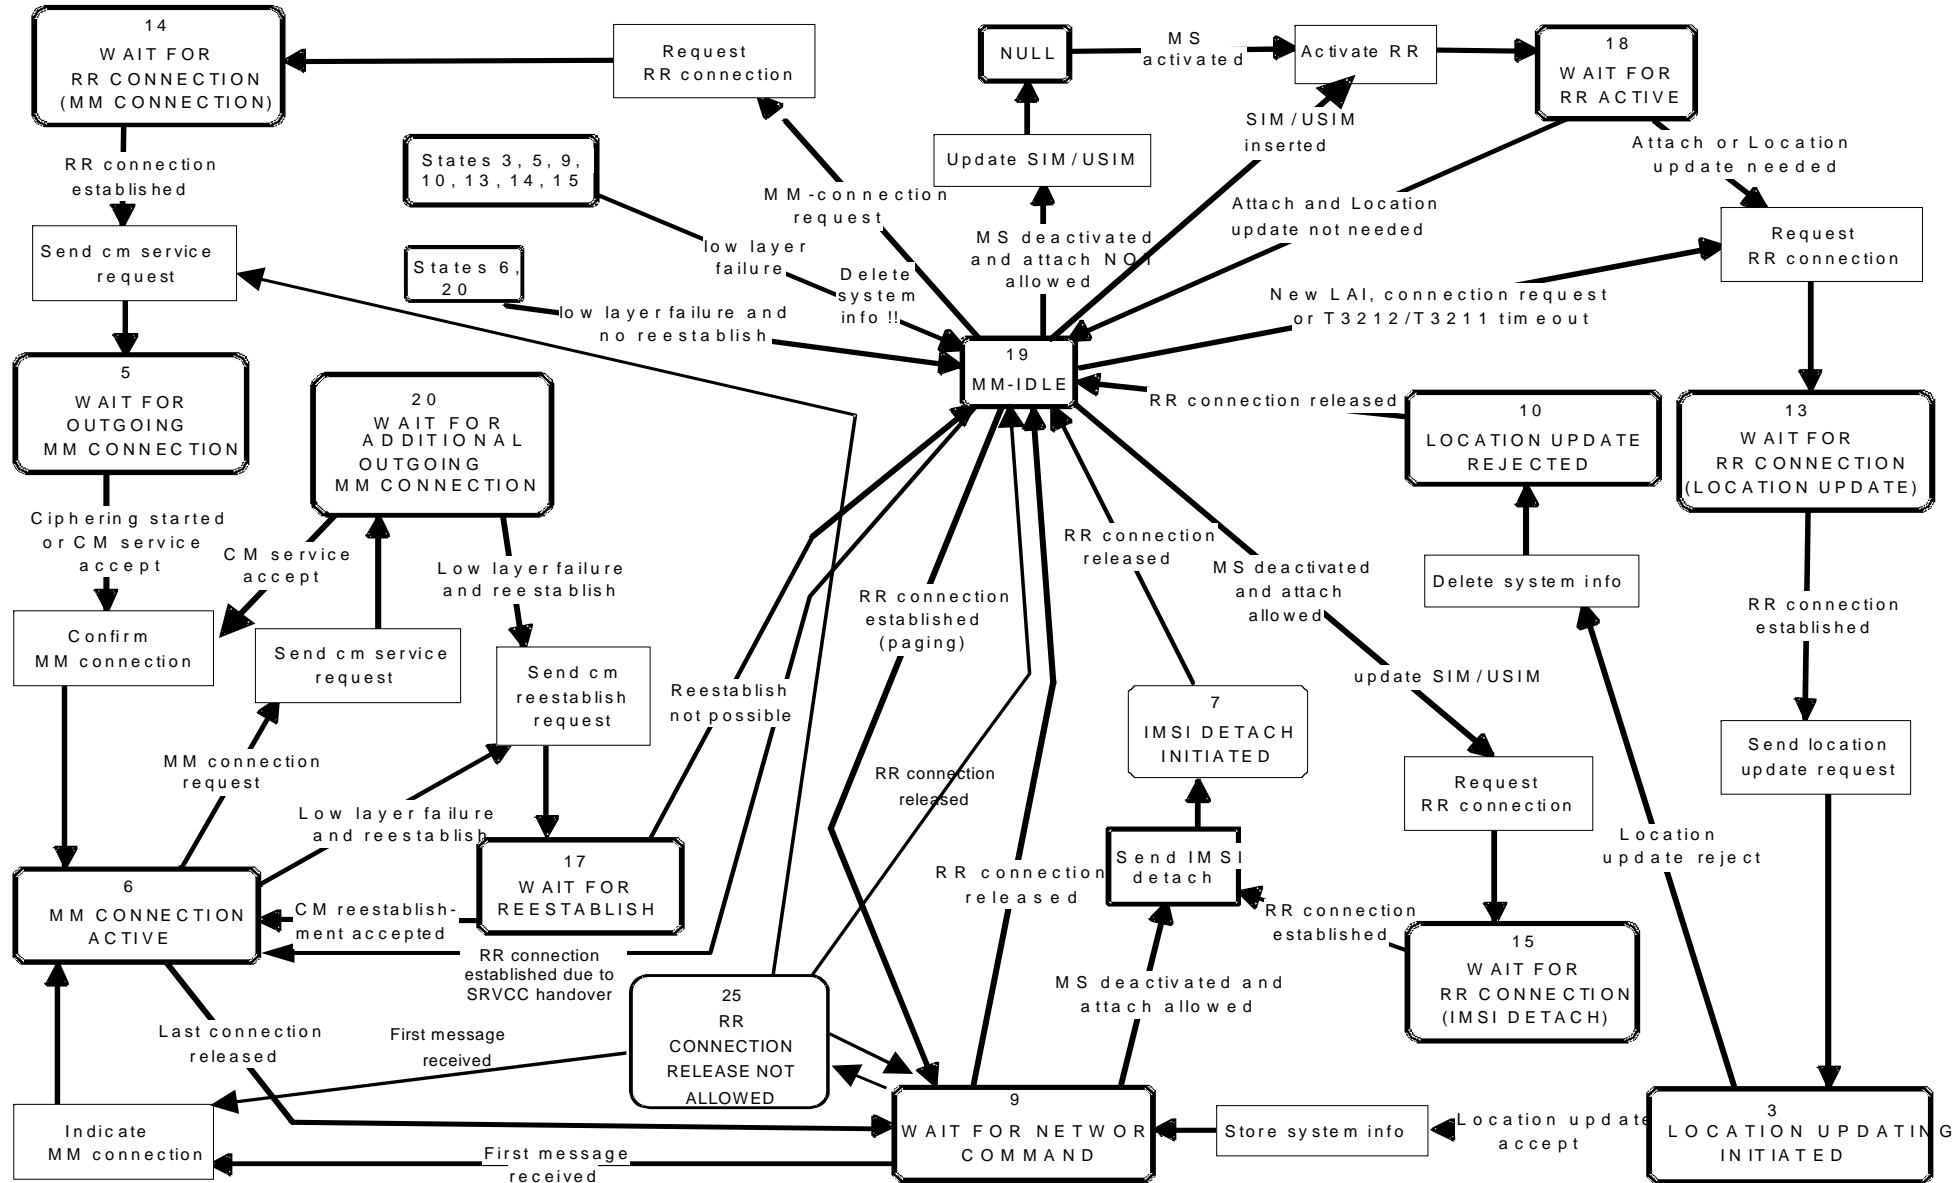 14
WAIT FOR
RR CONNECTION
(MM CONNECTION)
Request
RR connection
NULL
MS
activated
Activate RR
18
WAIT FOR
RR ACTIVE
RR connection
established
States 3, 5, 9,
10, 13, 14, 15
Update SIM/USIM
SIM/USIM
inserted
Attach or Location
update needed
MM-connection
request
Attach and Location
update not needed
Send cm service
request
low layer
failure
Delete
system
info !!
MS deactivated
and attach NOT
allowed
Request
RR connection
States 6,
20
low layer failure and
no reestablish
New LAI, connection request
or T3212/T3211 timeout
19
MM-IDLE
5
WAIT FOR
OUTGOING
MM CONNECTION
20
WAIT FOR
ADDITIONAL
OUTGOING
MM CONNECTION
RR connection released
10
LOCATION UPDATE
REJECTED
13
WAIT FOR
RR CONNECTION
(LOCATION UPDATE)
Ciphering started
or CM service
accept
CM service
accept
Low layer failure
and reestablish
RR connection
released
MS deactivated
and attach
allowed
Delete system info
RR connection
established
(paging)
RR connection
established
Confirm
MM connection
Send cm service
request
Send cm
reestablish
request
Reestablish
not possible
update SIM/USIM
7
IMSI DETACH
INITIATED
Send location
update request
MM connection
request
RR connection
released
Request
RR connection
Low layer failure
and reestablish
Location
update reject
17
WAIT FOR
REESTABLISH
RR connection
released
Send IMSI
detach
6
MM CONNECTION
ACTIVE
CM reestablish-
ment accepted
RR connection
established
RR connection
established due to
SRVCC handover
15
WAIT FOR
RR CONNECTION
(IMSI DETACH)
MS deactivated and
attach allowed
25
RR
CONNECTION
RELEASE NOT
ALLOWED
Last connection
released
First message
received
Indicate
MM connection
9
WAIT FOR NETWOR
COMMAND
Store system info
Location update
accept
3
LOCATION UPDATING
INITIATED
First message
received